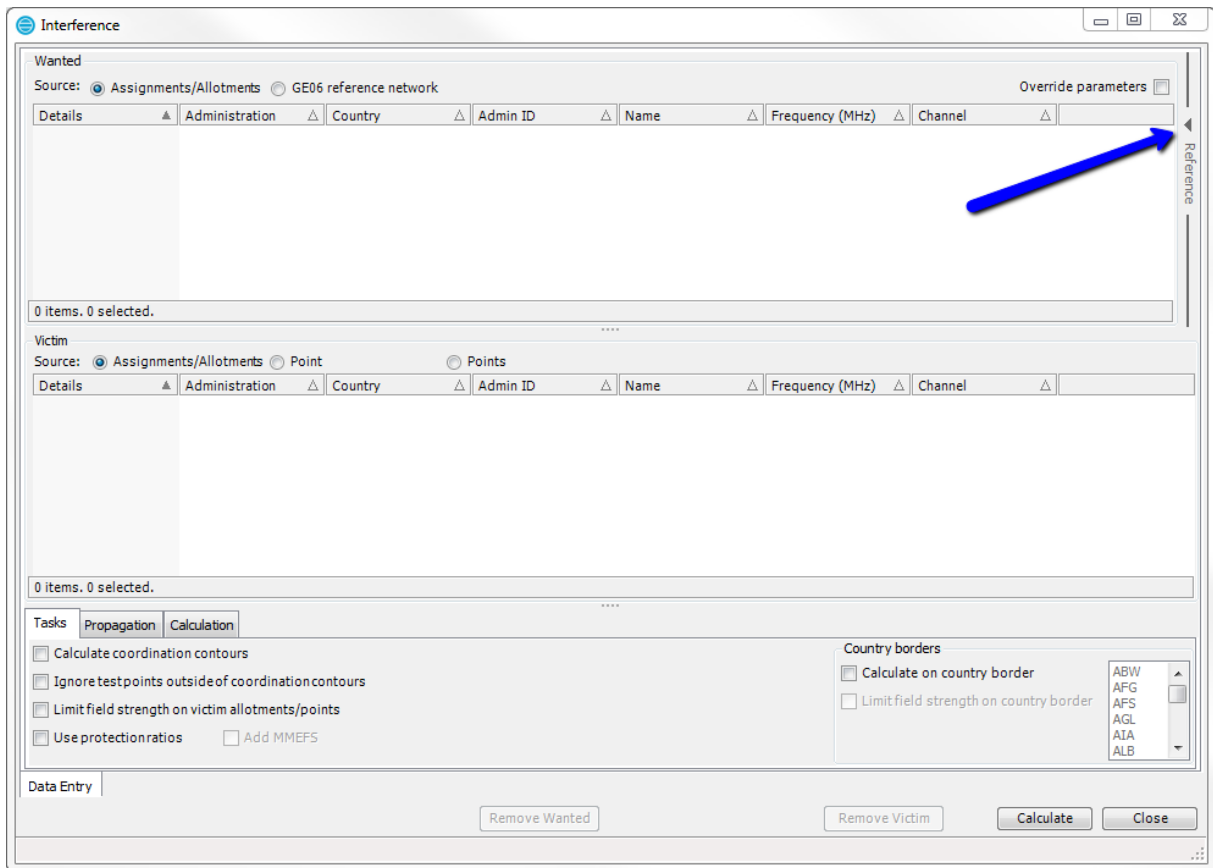 Interference
Wanted
Source: Assignments/Allotments GE06 reference network Override parameters
Details Administration Country Admin ID Name Frequency (MHz) Channel
Reference
0 items. 0 selected.
Victim
Source: Assignments/Allotments Point Points
Details Administration Country Admin ID Name Frequency (MHz) Channel
0 items. 0 selected.
Tasks Propagation Calculation
Calculate coordination contours
Ignore testpoints outside of coordination contours
Limit field strength on victim allotments/points
Use protection ratios Add MMEFS
Country borders
Calculate on country border
Limit field strength on country border
ABW
AFG
AFS
AGL
AIA
ALB
Data Entry
Remove Wanted Remove Victim Calculate Close